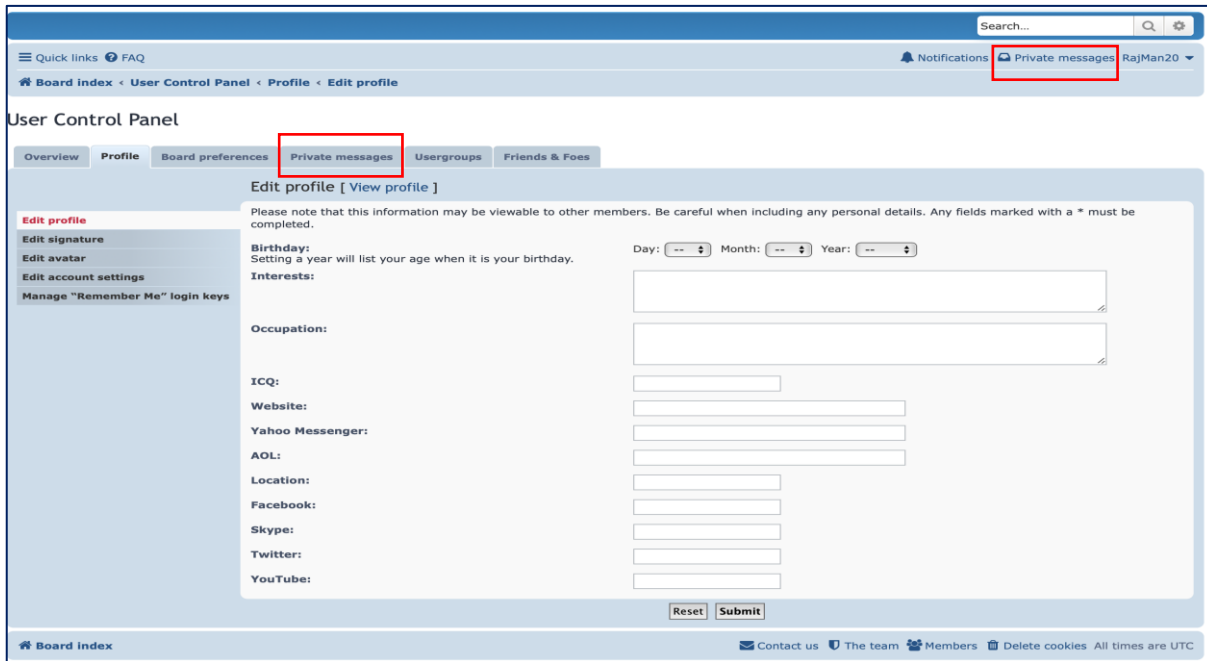 Search...
Quick links FAQ
Notifications Private messages RajMan20
Board index ‹ User Control Panel ‹ Profile ‹ Edit profile
User Control Panel
Overview Profile Board preferences Private messages Usergroups Friends & Foes
Edit profile
Edit signature
Edit avatar
Edit account settings
Manage “Remember Me” login keys
Edit profile [ View profile ]
Please note that this information may be viewable to other members. Be careful when including any personal details. Any fields marked with a * must be
completed.
Birthday:
Setting a year will list your age when it is your birthday.
Day: -- Month: -- Year: --
Interests:
Occupation:
ICQ:
Website:
Yahoo Messenger:
AOL:
Location:
Facebook:
Skype:
Twitter:
YouTube:
Reset Submit
Board index
Contact us The team Members Delete cookies All times are UTC